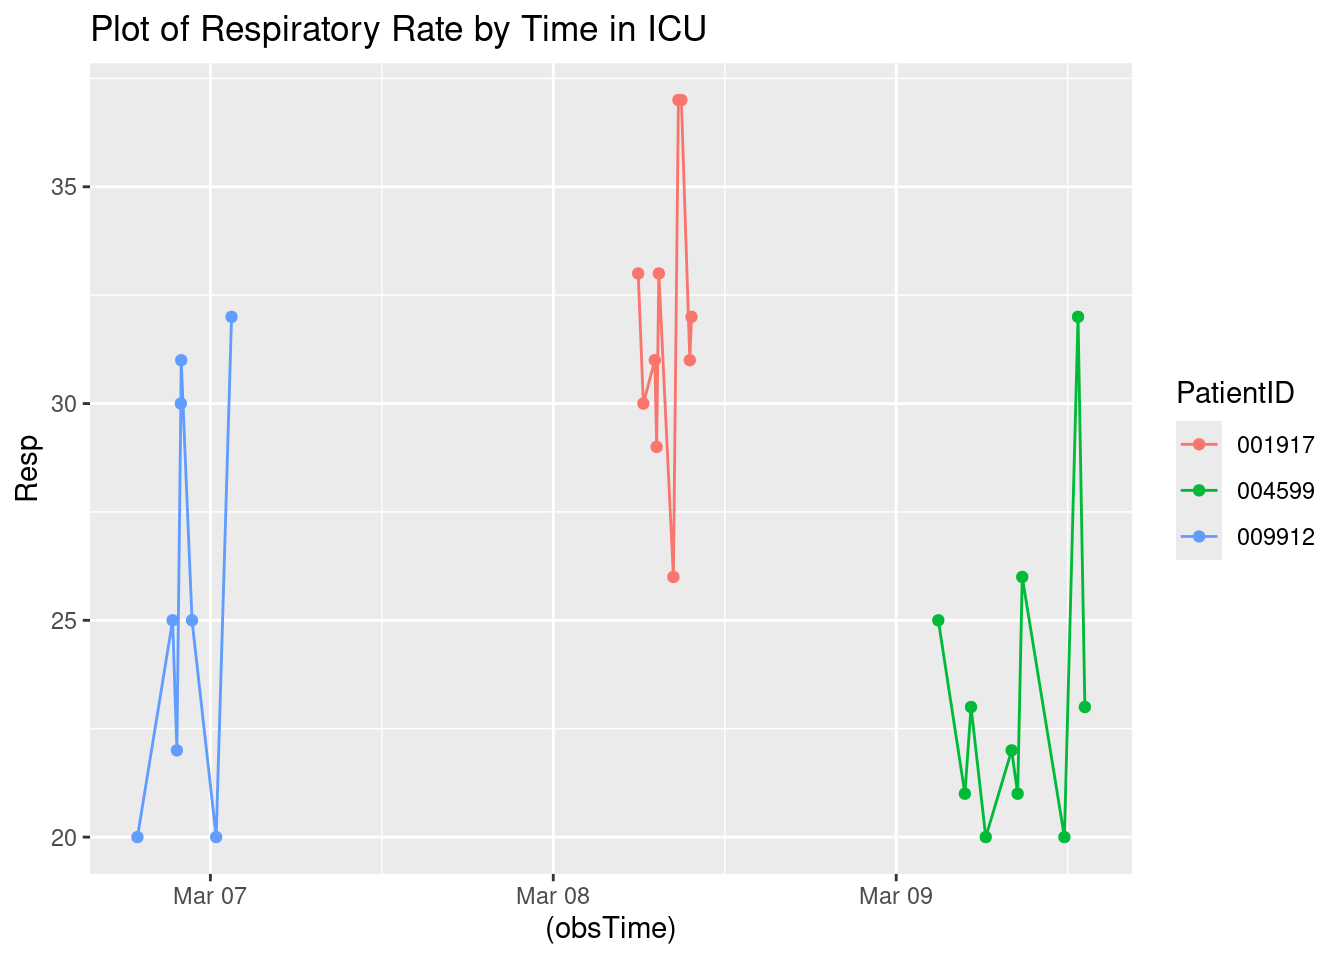 Plot of Respiratory Rate by Time in ICU
35
30
25
20
Resp
Mar 07
Mar 08
Mar 09
(obsTime)
PatientID
001917
004599
009912